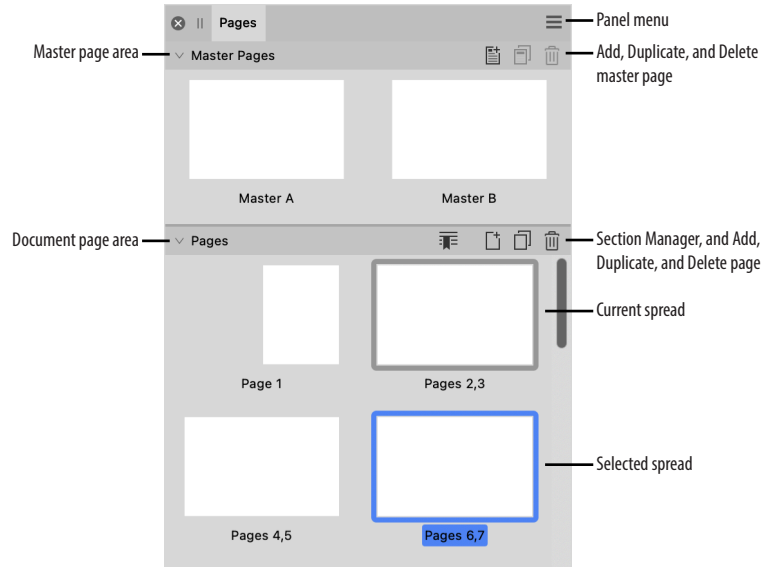 Pages
Panel menu
Master page area
Master Pages
Add, Duplicate, and Delete
master page
Master A
Master B
Document page area
Pages
Section Manager, and Add,
Duplicate, and Delete page
Current spread
Page 1
Pages 2,3
Selected spread
Pages 4,5
Pages 6,7